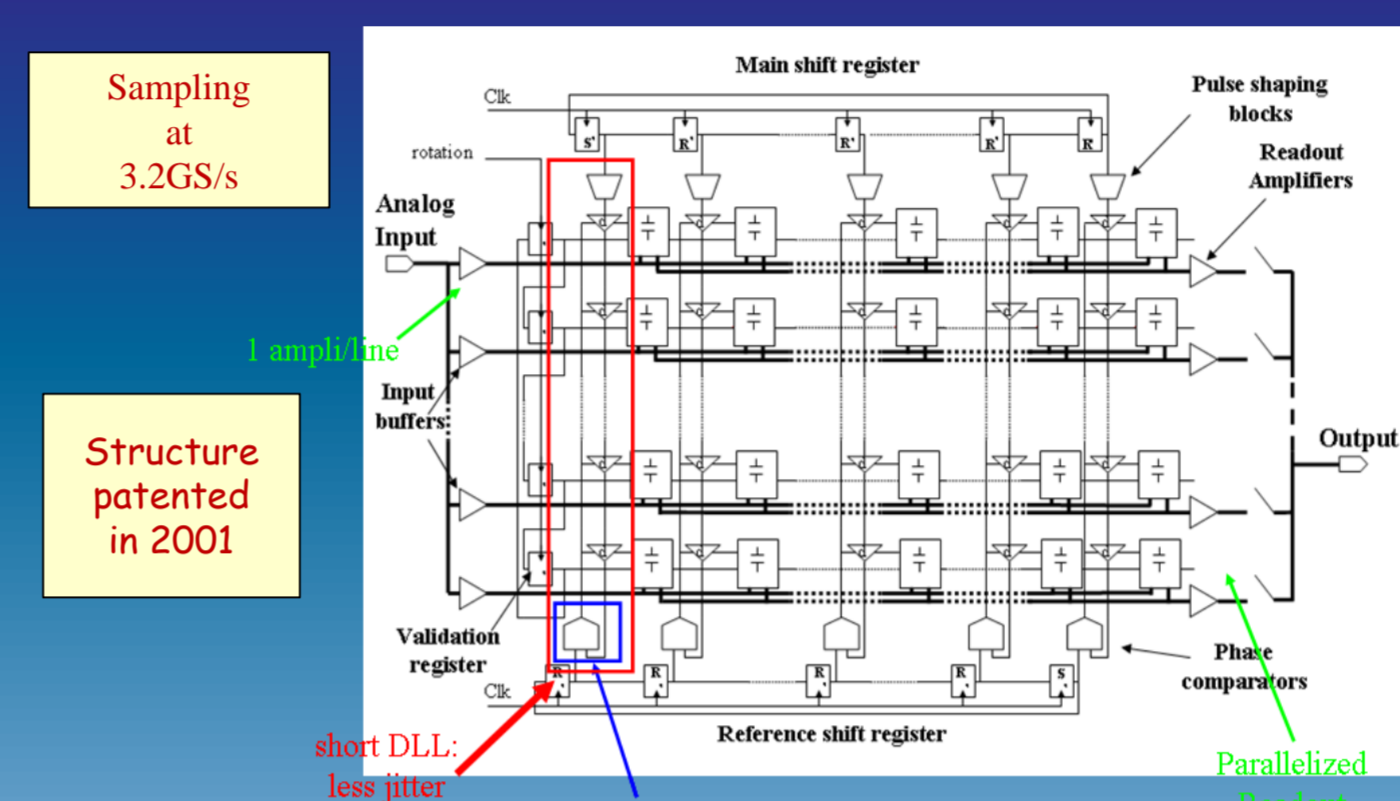 Sampling
at
3.2GS/s
Structure
patented
in 2001
Main shift register
Clk
Pulse shaping
blocks
S'
R'
R'
R'
R
rotation
Readout
Amplifiers
Analog
Input
1 ampli/line
Input
buffers
Output
Validation
register
Phase
comparators
R
R
R
R
S
Clk
Reference shift register
short DLL:
less jitter
Parallelized
Readout